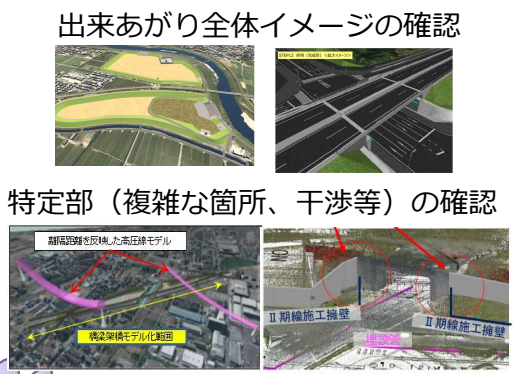 出来あがり全体イメージの確認
特定部（複雑な箇所、干渉等）の確認
離隔距離を反映した高圧線モデル
橋梁架橋モデル化範囲
Ⅱ期線施工擁壁
Ⅱ期線施工擁壁
埋設管